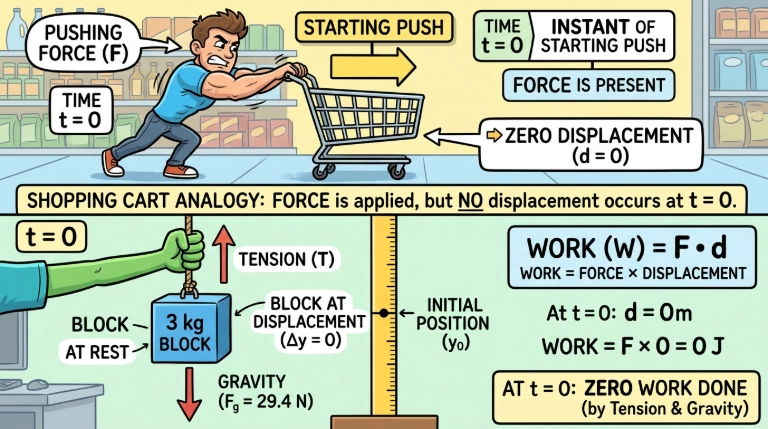 PUSHING
FORCE (F)
TIME
t = 0
STARTING PUSH
TIME
t = 0
INSTANT OF
STARTING PUSH
FORCE IS PRESENT
⇨ ZERO DISPLACEMENT
(d = 0)
SHOPPING CART ANALOGY: FORCE is applied, but NO displacement occurs at t = 0.
t = 0
TENSION (T)
BLOCK
AT REST
3 kg
BLOCK
BLOCK AT
DISPLACEMENT
(Δy = 0)
INITIAL
POSITION
(y₀)
GRAVITY
(Fg = 29.4 N)
WORK (W) = F • d
WORK = FORCE × DISPLACEMENT
At t = 0: d = 0m
WORK = F × 0 = 0 J
AT t = 0: ZERO WORK DONE
(by Tension & Gravity)